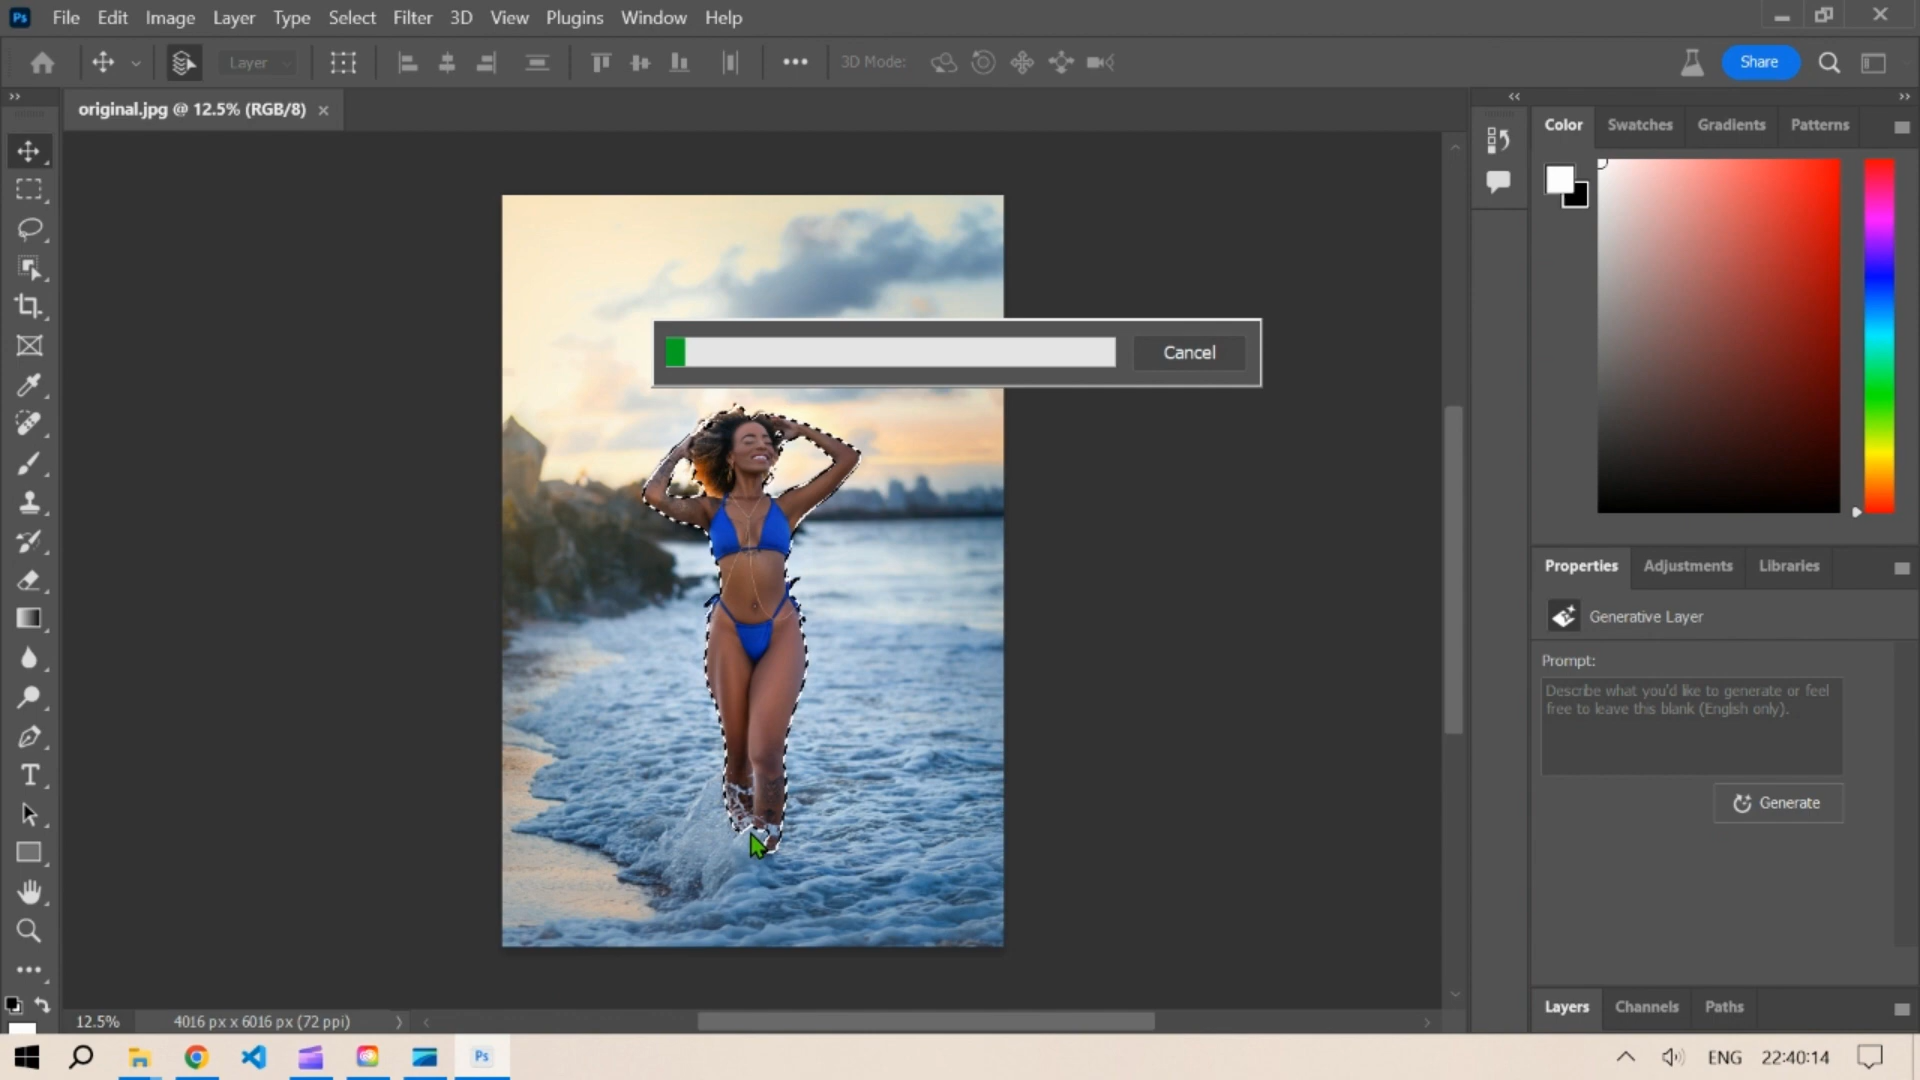 Ps File Edit Image Layer Type Select Filter 3D View Plugins Window Help
Layer 3D Mode: Share
original.jpg @ 12.5% (RGB/8)
Color Swatches Gradients Patterns
Cancel
Properties Adjustments Libraries
Generative Layer
Prompt:
Describe what you'd like to generate or feel
free to leave this blank (English only).
Generate
Layers Channels Paths
12.5% 4016 px x 6016 px (72 ppi)
Ps ENG 22:40:14